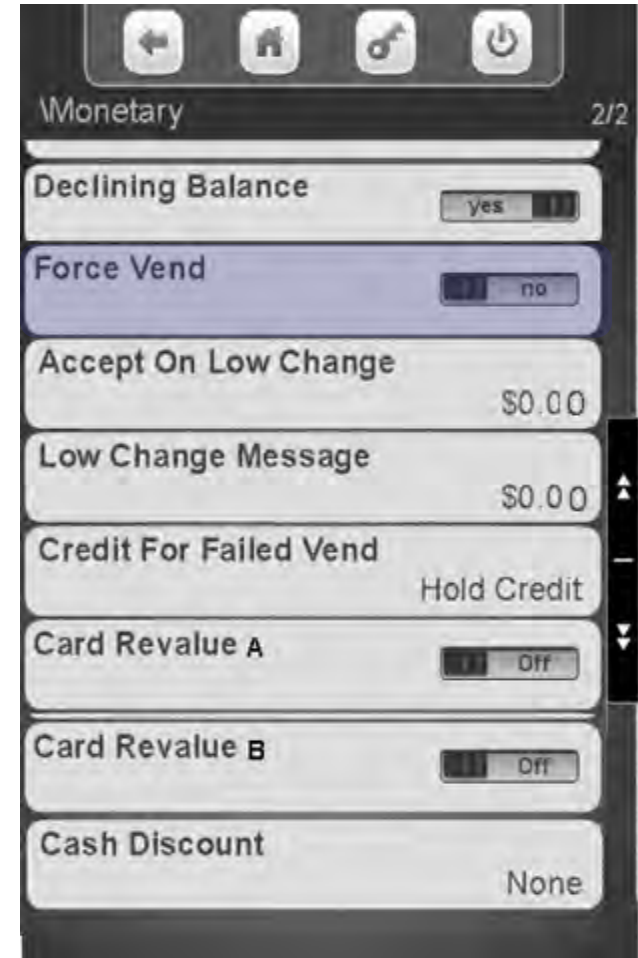 \Monetary 2/2
Declining Balance
yes
Force Vend
no
Accept On Low Change
$0.00
Low Change Message
$0.00
Credit For Failed Vend
Hold Credit
Card Revalue A
Off
Card Revalue B
Off
Cash Discount
None